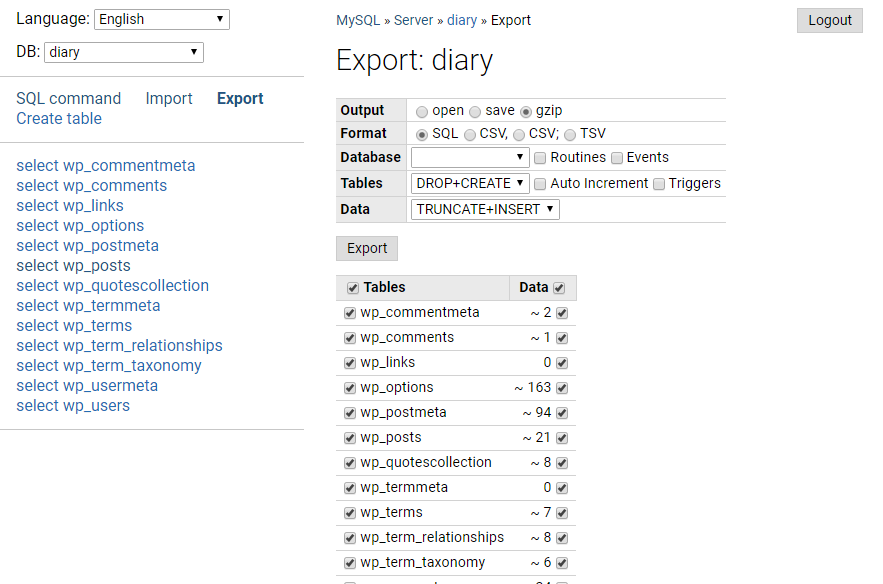 Language: English
DB: diary
SQL command Import Export
Create table
select wp_commentmeta
select wp_comments
select wp_links
select wp_options
select wp_postmeta
select wp_posts
select wp_quotescollection
select wp_termmeta
select wp_terms
select wp_term_relationships
select wp_term_taxonomy
select wp_usermeta
select wp_users
MySQL » Server » diary » Export
Logout
Export: diary
Output open save gzip
Format SQL CSV, CSV; TSV
Database Routines Events
Tables DROP+CREATE Auto Increment Triggers
Data TRUNCATE+INSERT
Export
Tables Data
wp_commentmeta ~ 2
wp_comments ~ 1
wp_links 0
wp_options ~ 163
wp_postmeta ~ 94
wp_posts ~ 21
wp_quotescollection ~ 8
wp_termmeta 0
wp_terms ~ 7
wp_term_relationships ~ 8
wp_term_taxonomy ~ 6